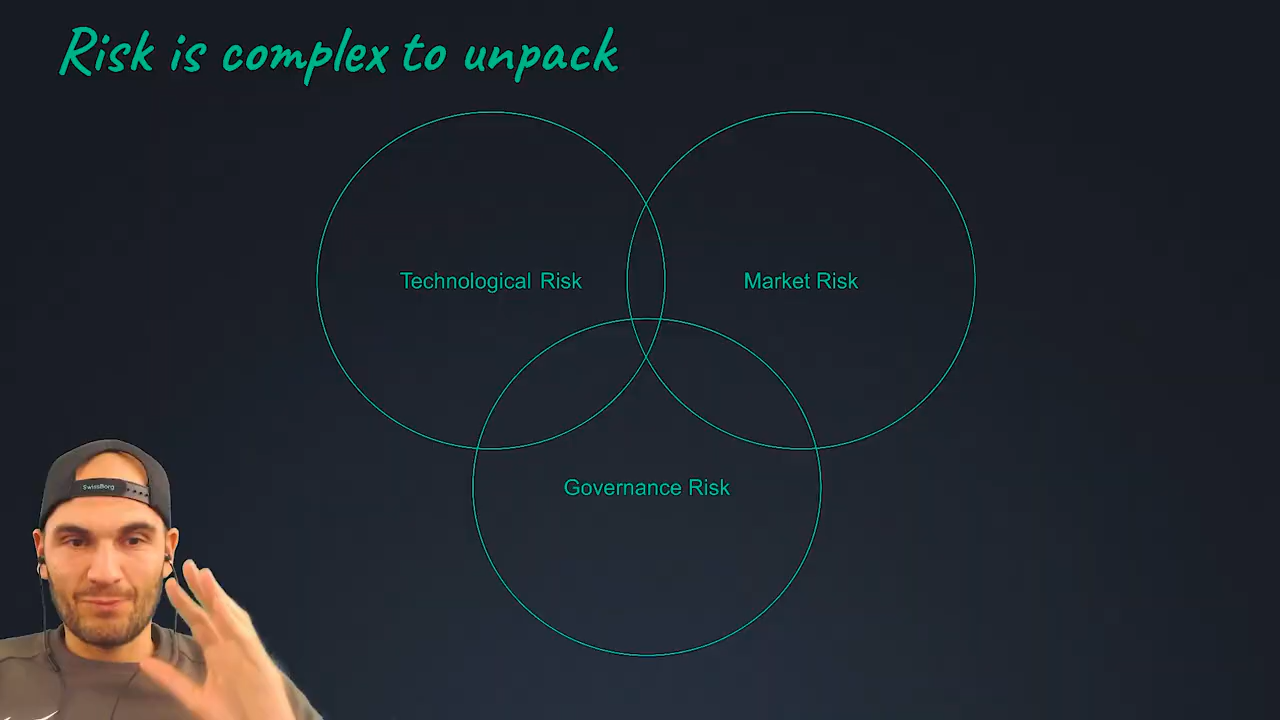 Risk is complex to unpack
Technological Risk
Market Risk
Governance Risk
SwissBorg